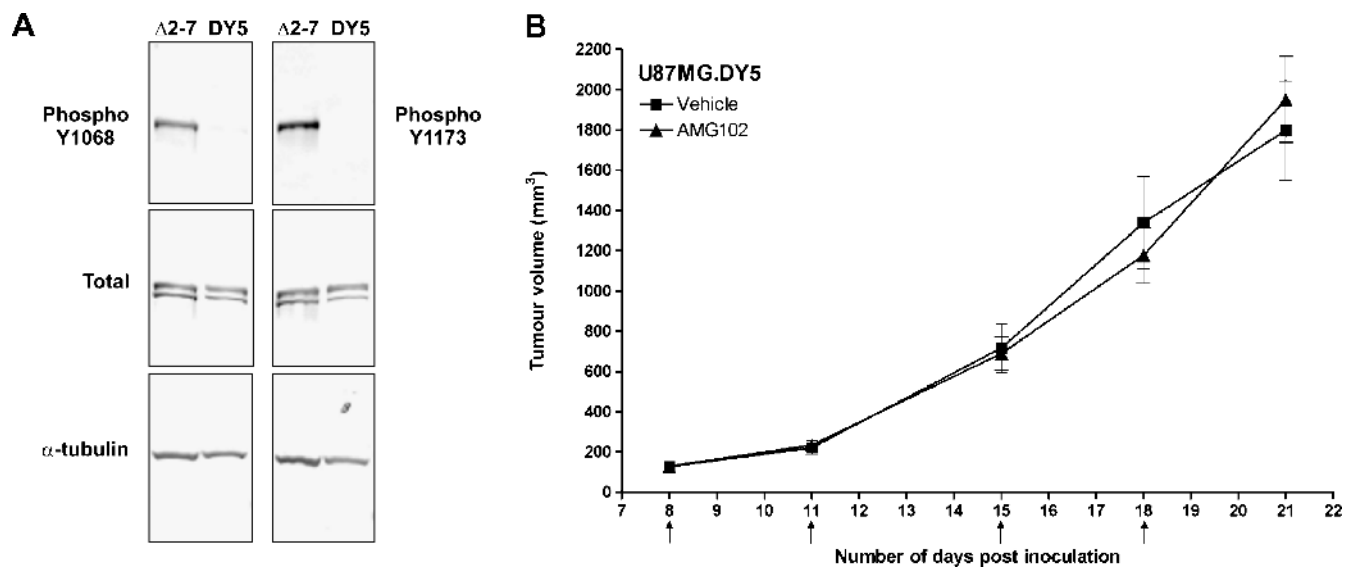 A
Δ2-7 DY5
Δ2-7 DY5
Phospho
Y1068
Phospho
Y1173
Total
α-tubulin
B
U87MG.DY5
Vehicle
AMG102
Tumour volume (mm³)
2200
2000
1800
1600
1400
1200
1000
800
600
400
200
0
7 8 9 10 11 12 13 14 15 16 17 18 19 20 21 22
Number of days post inoculation